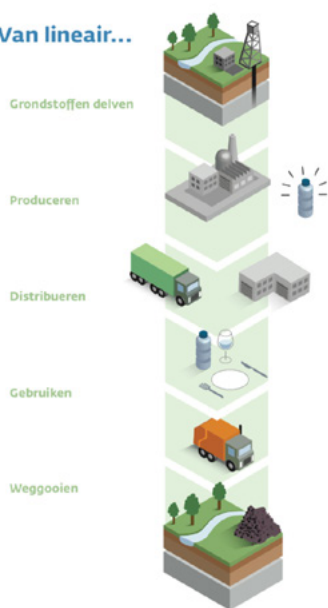 Van lineair...
Grondstoffen delven
Produceren
Distribueren
Gebruiken
Weggooien